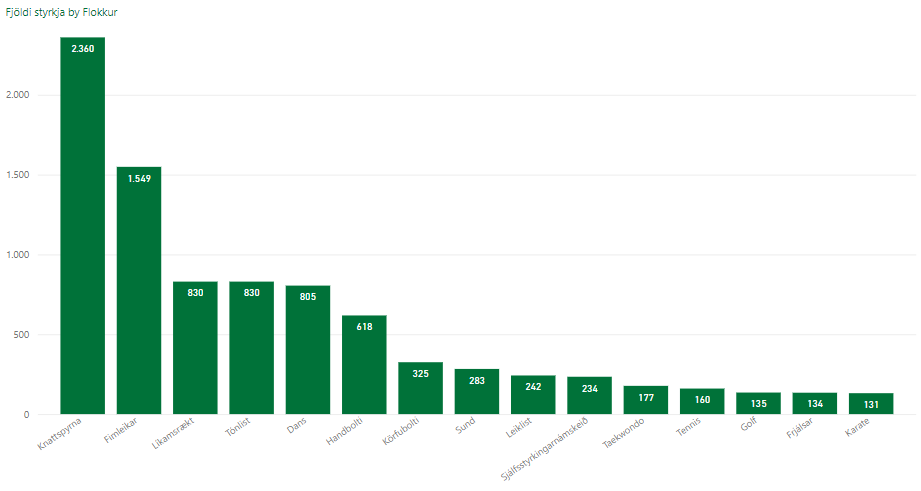 Fjöldi styrkja by Flokkur
2.360
2.000
1.549
1.500
1.000
830
830
805
618
500
325
283
242
234
177
160
135
134
131
0
Knattspyrna
Fimleikar
Líkamsrækt
Tónlist
Dans
Handbolti
Körfubolti
Sund
Leiklist
Sjálfsstyrkingarnámskeið
Taekwondo
Tennis
Golf
Frjálsar
Karate